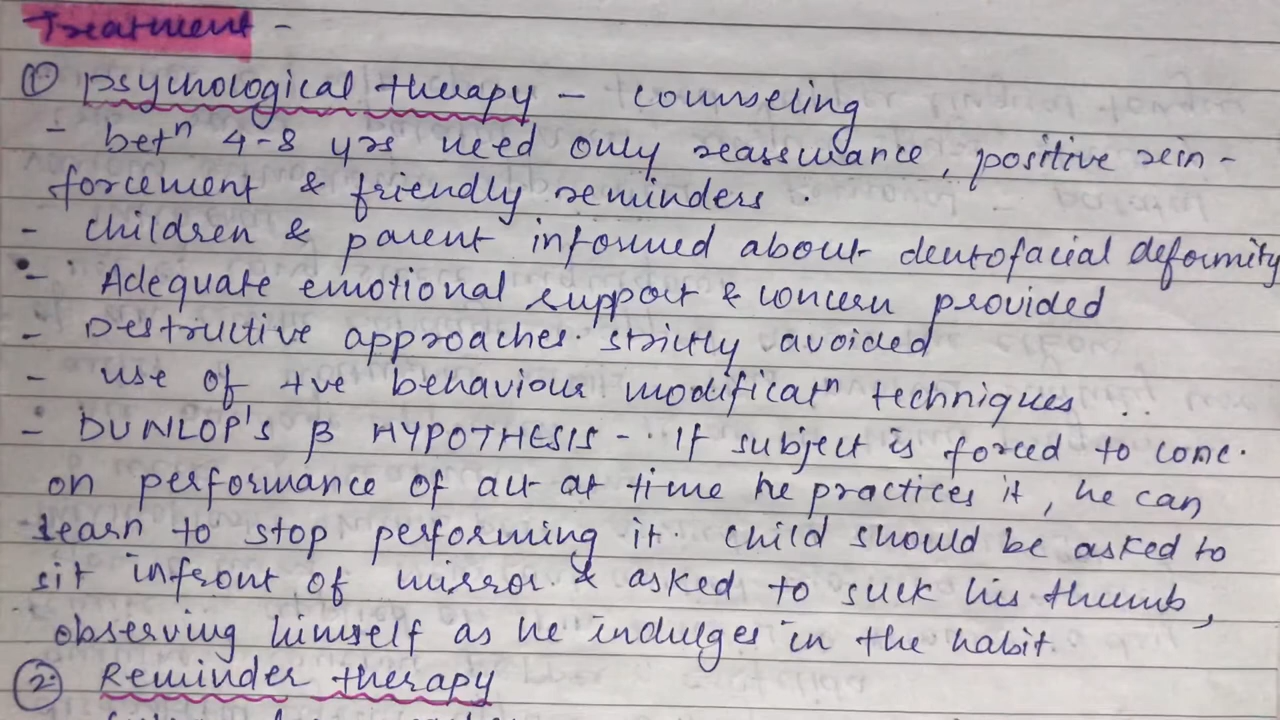 Treatment -
① psychological therapy - counseling
- betⁿ 4-8 yrs need only reassurance, positive rein-
forcement & friendly reminders.
- children & parent informed about dentofacial deformity
- Adequate emotional support & concern provided
- Destructive approaches strictly avoided
- use of +ve behaviour modificatⁿ techniques
- DUNLOP'S β HYPOTHESIS - If subject is forced to conc.
on performance of act at time he practices it, he can
learn to stop performing it. child should be asked to
sit infront of mirror & asked to suck his thumb,
observing himself as he indulges in the habit.
② Reminder therapy